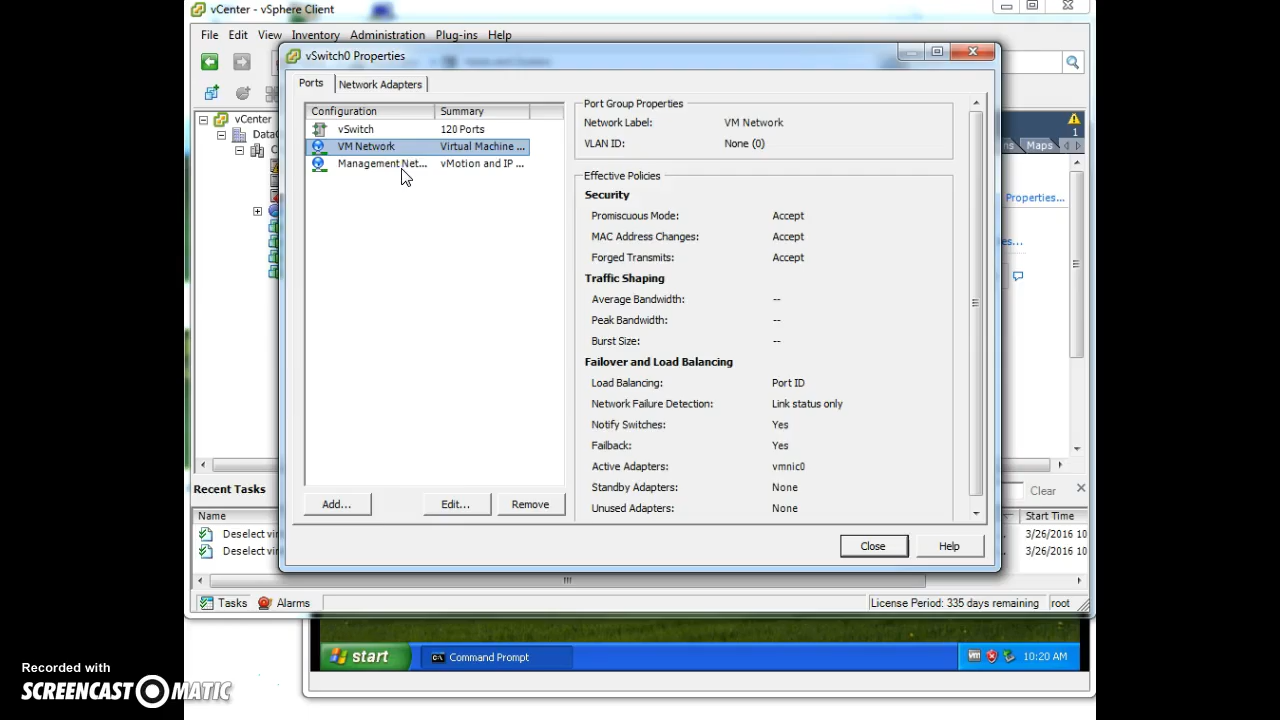 vCenter - vSphere Client
File Edit View Inventory Administration Plug-ins Help
vSwitch0 Properties
Ports Network Adapters
Configuration Summary
vSwitch 120 Ports
VM Network Virtual Machine ...
Management Net... vMotion and IP ...
Port Group Properties
Network Label: VM Network
VLAN ID: None (0)
Effective Policies
Security
Promiscuous Mode: Accept
MAC Address Changes: Accept
Forged Transmits: Accept
Traffic Shaping
Average Bandwidth: --
Peak Bandwidth: --
Burst Size: --
Failover and Load Balancing
Load Balancing: Port ID
Network Failure Detection: Link status only
Notify Switches: Yes
Failback: Yes
Active Adapters: vmnic0
Standby Adapters: None
Unused Adapters: None
Add... Edit... Remove
Close Help
vCenter
Data
1
Maps
Properties...
Recent Tasks
Clear
Name
Start Time
Deselect vir
3/26/2016 10
Deselect vir
3/26/2016 10
Tasks Alarms
License Period: 335 days remaining root
start Command Prompt 10:20 AM
Recorded with
SCREENCAST-O-MATIC